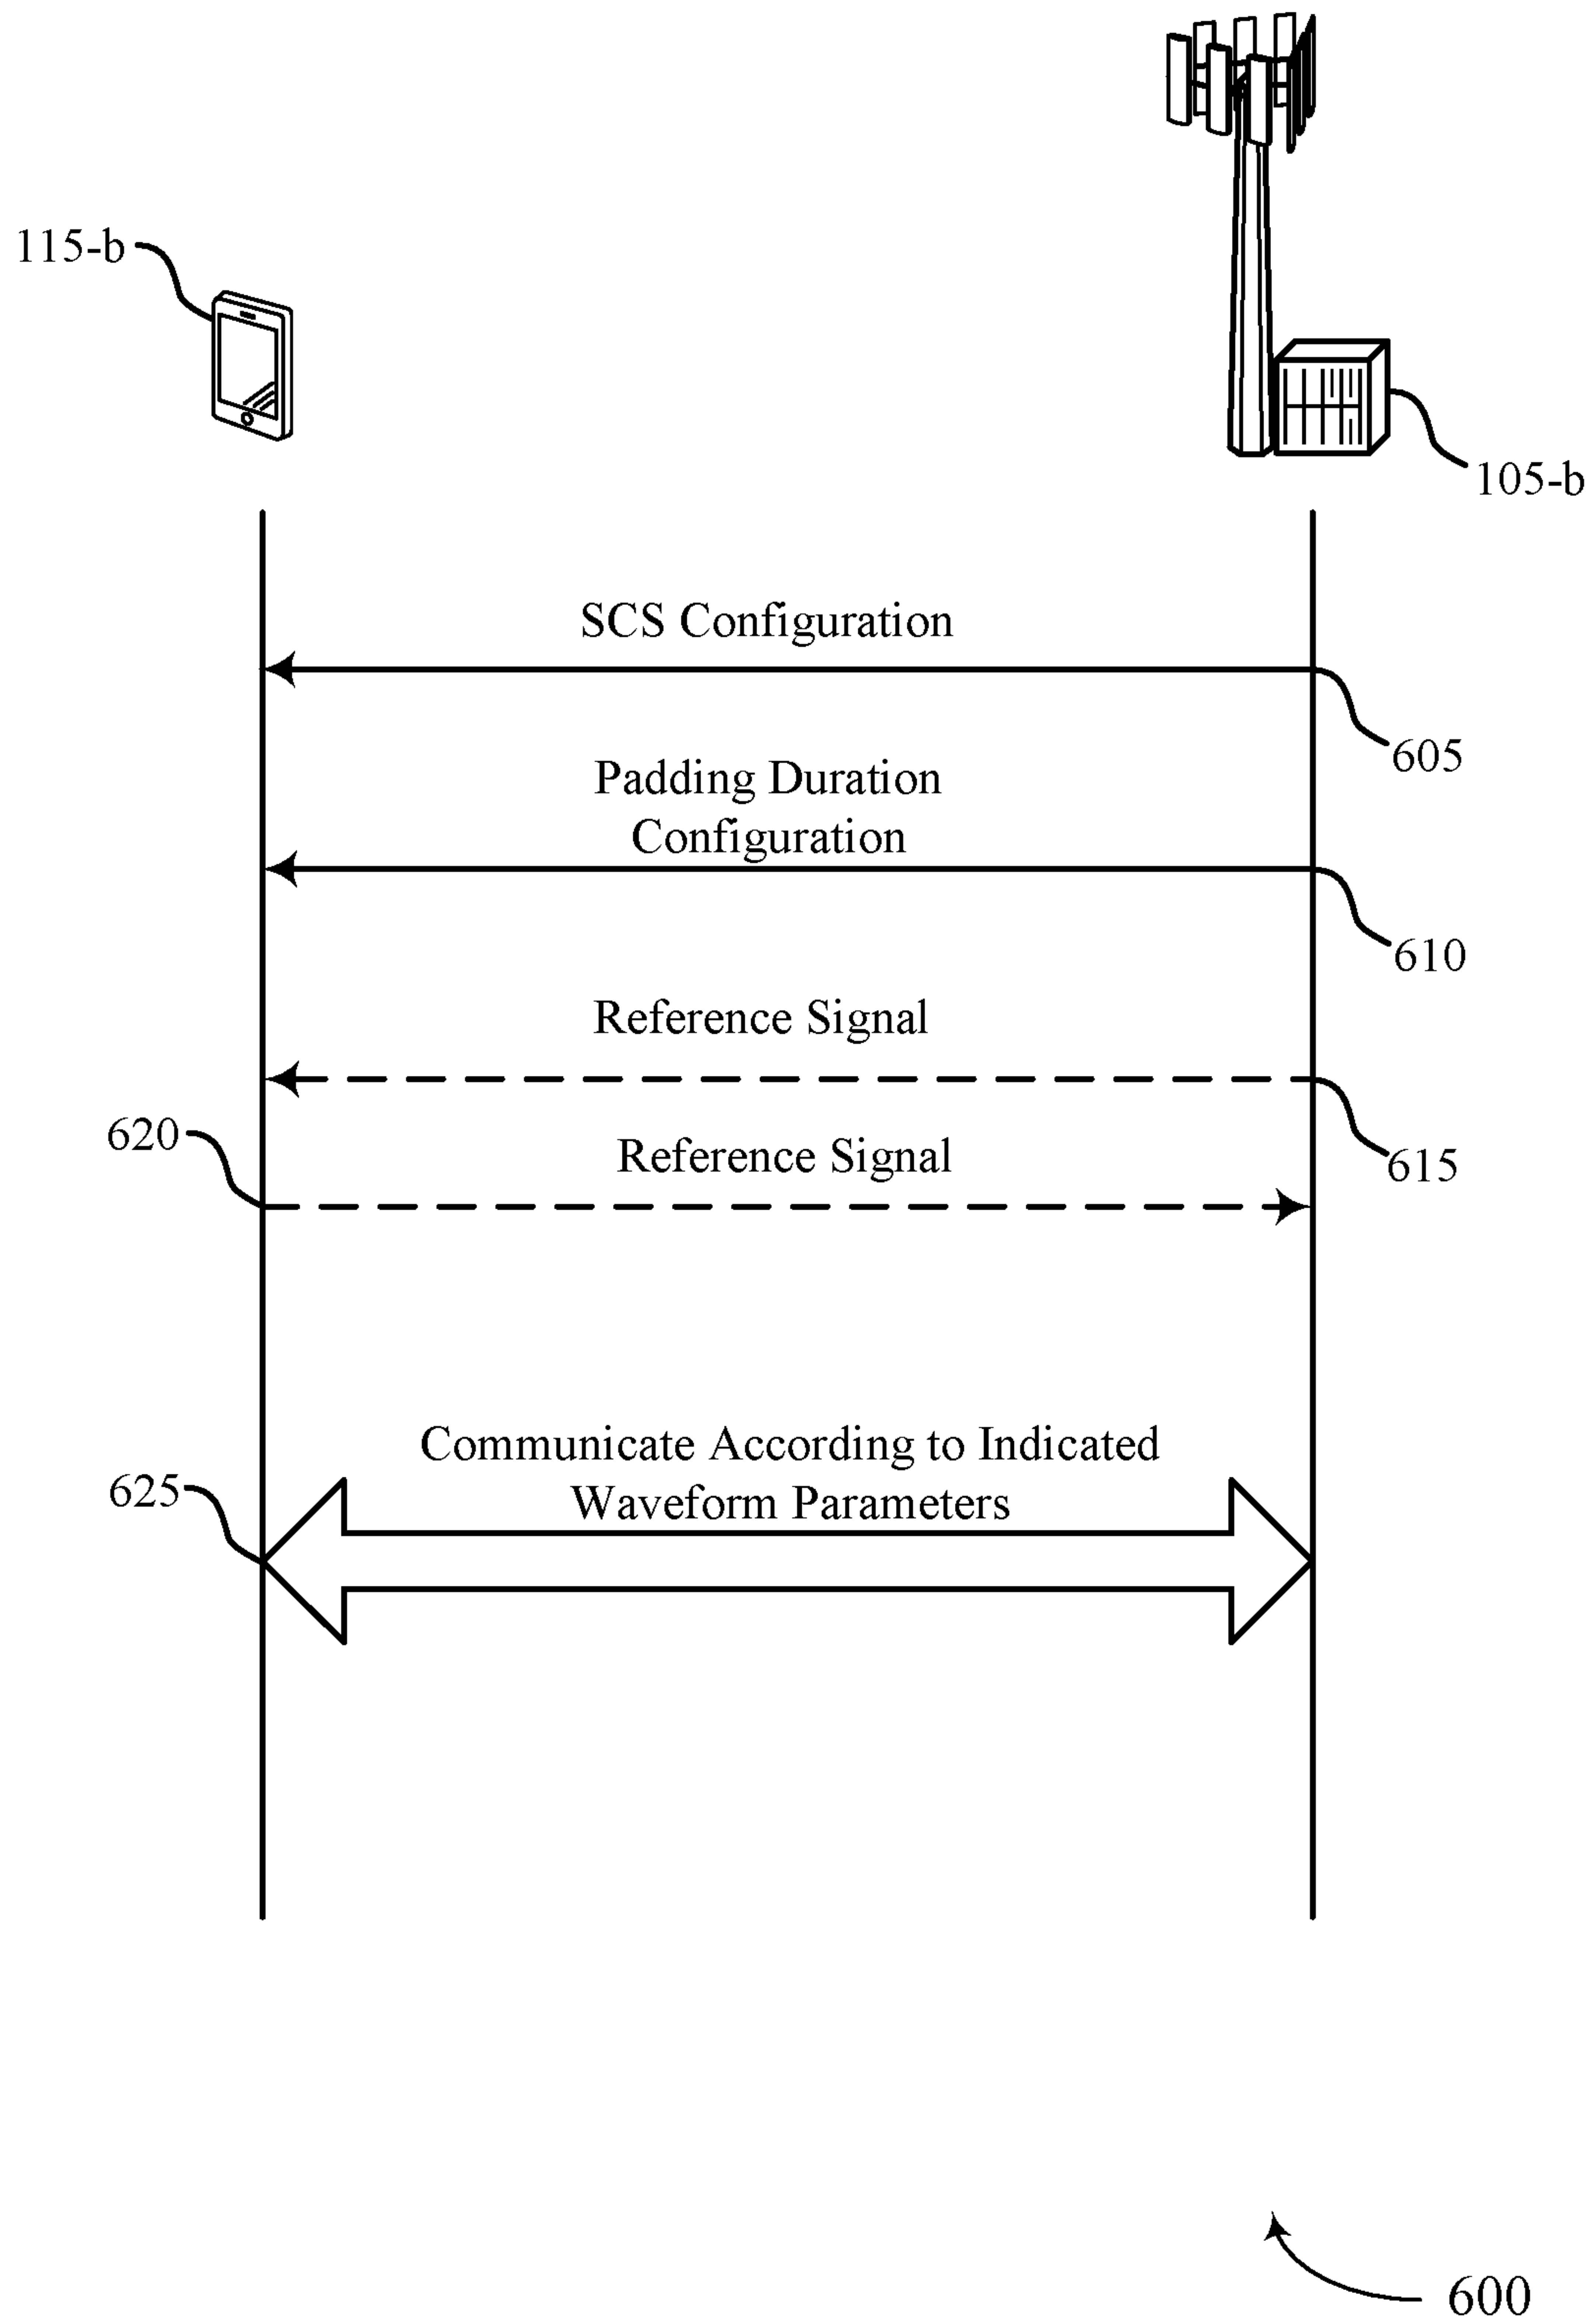 115-b
105-b
SCS Configuration
605
Padding Duration
Configuration
610
Reference Signal
615
620
Reference Signal
Communicate According to Indicated
Waveform Parameters
625
600